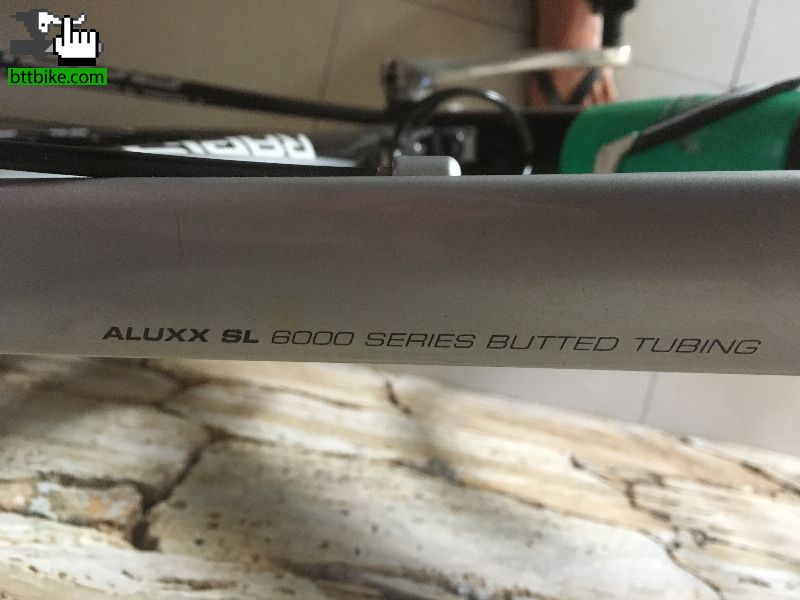 bttbike.com
ALUXX SL 6000 SERIES BUTTED TUBING